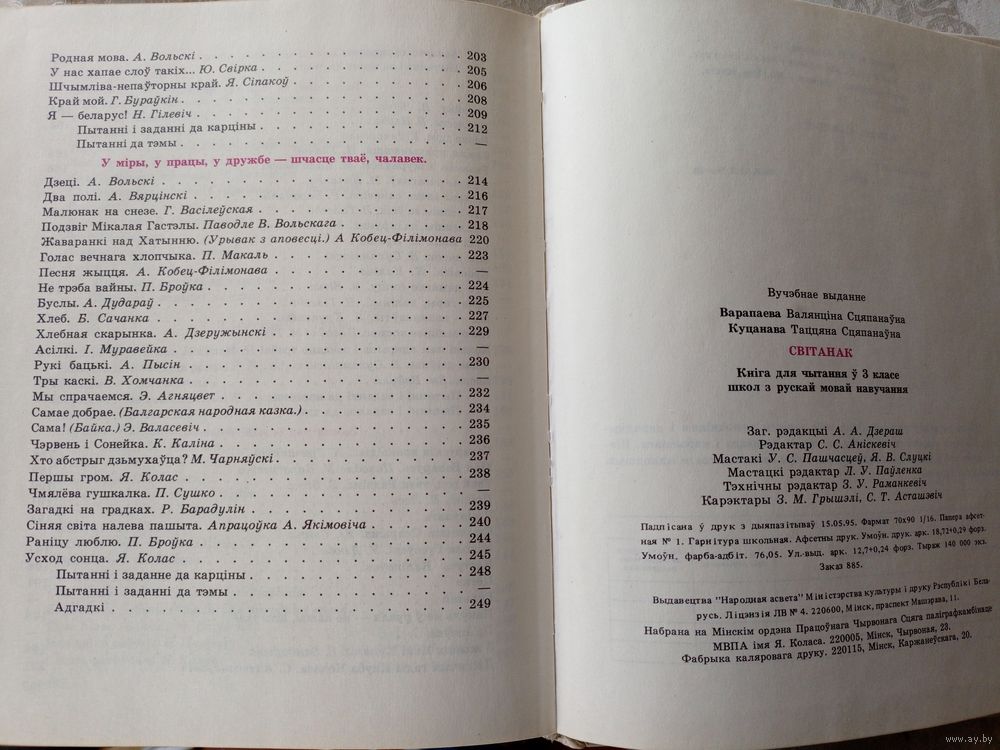 Родная мова. А. Вольскі . . . . . . . . . . . . . . . 203
У нас хапае слоў такіх... Ю. Свірка . . . . . . . . . . . 205
Шчымліва-непаўторны край. Я. Сіпакоў . . . . . . . . . . 206
Край мой. Г. Бураўкін . . . . . . . . . . . . . . . 208
Я — беларус! Н. Гілевіч . . . . . . . . . . . . . . 209
Пытанні і заданні да карціны . . . . . . . . . . . 212
Пытанні да тэмы . . . . . . . . . . . . . . . —
У міры, у працы, у дружбе — шчасце тваё, чалавек.
Дзеці. А. Вольскі . . . . . . . . . . . . . . . . 214
Два полі. А. Вярцінскі . . . . . . . . . . . . . . 216
Малюнак на снезе. Г. Васілеўская . . . . . . . . . . . 217
Подзвіг Мікалая Гастэлы. Паводле В. Вольскага . . . . . . . 218
Жаваранкі над Хатынню. (Урывак з аповесці.) А Кобец-Філімонава 220
Голас вечнага хлопчыка. П. Макаль . . . . . . . . . . . 223
Песня жыцця. А. Кобец-Філімонава . . . . . . . . . . . —
Не трэба вайны. П. Броўка . . . . . . . . . . . . . 224
Буслы. А. Дудараў . . . . . . . . . . . . . . . . 225
Хлеб. Б. Сачанка . . . . . . . . . . . . . . . . 227
Хлебная скарынка. А. Дзеружынскі . . . . . . . . . . . 229
Асілкі. І. Муравейка . . . . . . . . . . . . . . . —
Рукі бацькі. А. Пысін . . . . . . . . . . . . . . . 230
Тры каскі. В. Хомчанка . . . . . . . . . . . . . . —
Мы спрачаемся. Э. Агняцвет . . . . . . . . . . . . . 232
Самае добрае. (Балгарская народная казка.) . . . . . . . . . 234
Сама! (Байка.) Э. Валасевіч . . . . . . . . . . . . . 235
Чэрвень і Сонейка. К. Каліна . . . . . . . . . . . . . 236
Хто абстрыг дзьмухаўца? М. Чарняўскі . . . . . . . . . . 237
Першы гром. Я. Колас . . . . . . . . . . . . . . . 238
Чмялёва гушкалка. П. Сушко . . . . . . . . . . . . . —
Загадкі на градках. Р. Барадулін . . . . . . . . . . . . 239
Сіняя світа налева пашыта. Апрацоўка А. Якімовіча . . . . . . 240
Раніцу люблю. П. Броўка . . . . . . . . . . . . . . 244
Усход сонца. Я. Колас . . . . . . . . . . . . . . . 245
Пытанні і заданне да карціны . . . . . . . . . . . 248
Пытанні і заданні да тэмы . . . . . . . . . . . . —
Адгадкі . . . . . . . . . . . . . . . . . . 249
Вучэбнае выданне
Варапаева Валянціна Сцяпанаўна
Куцанава Таццяна Сцяпанаўна
СВІТАНАК
Кніга для чытання ў 3 класе
школ з рускай мовай навучання
Заг. рэдакцыі А. А. Дзераш
Рэдактар С. С. Аніскевіч
Мастакі У. С. Пашчасцеў, Я. В. Слуцкі
Мастацкі рэдактар Л. У. Паўленка
Тэхнічны рэдактар З. У. Раманкевіч
Карэктары З. М. Грышэлі, С. Т. Асташэвіч
Падпісана ў друк з дыяпазітываў 15.05.95. Фармат 70х90 1/16. Папера афсет-
ная № 1. Гарнітура школьная. Афсетны друк. Умоўн. друк. арк. 18,72+0,29 форз.
Умоўн. фарба-адбіт. 76,05. Ул.-выд. арк. 12,7+0,24 форз. Тыраж 140 000 экз.
Заказ 885.
Выдавецтва "Народная асвета" Міністэрства культуры і друку Рэспублікі Бела-
русь. Ліцэнзія ЛВ № 4. 220600, Мінск, праспект Машэрава, 11.
Набрана на Мінскім ордэна Працоўнага Чырвонага Сцяга паліграфкамбінаце
МВПА імя Я. Коласа. 220005, Мінск, Чырвоная, 23.
Фабрыка каляровага друку. 220115, Мінск, Каржанеўскага, 20.
www.ay.by